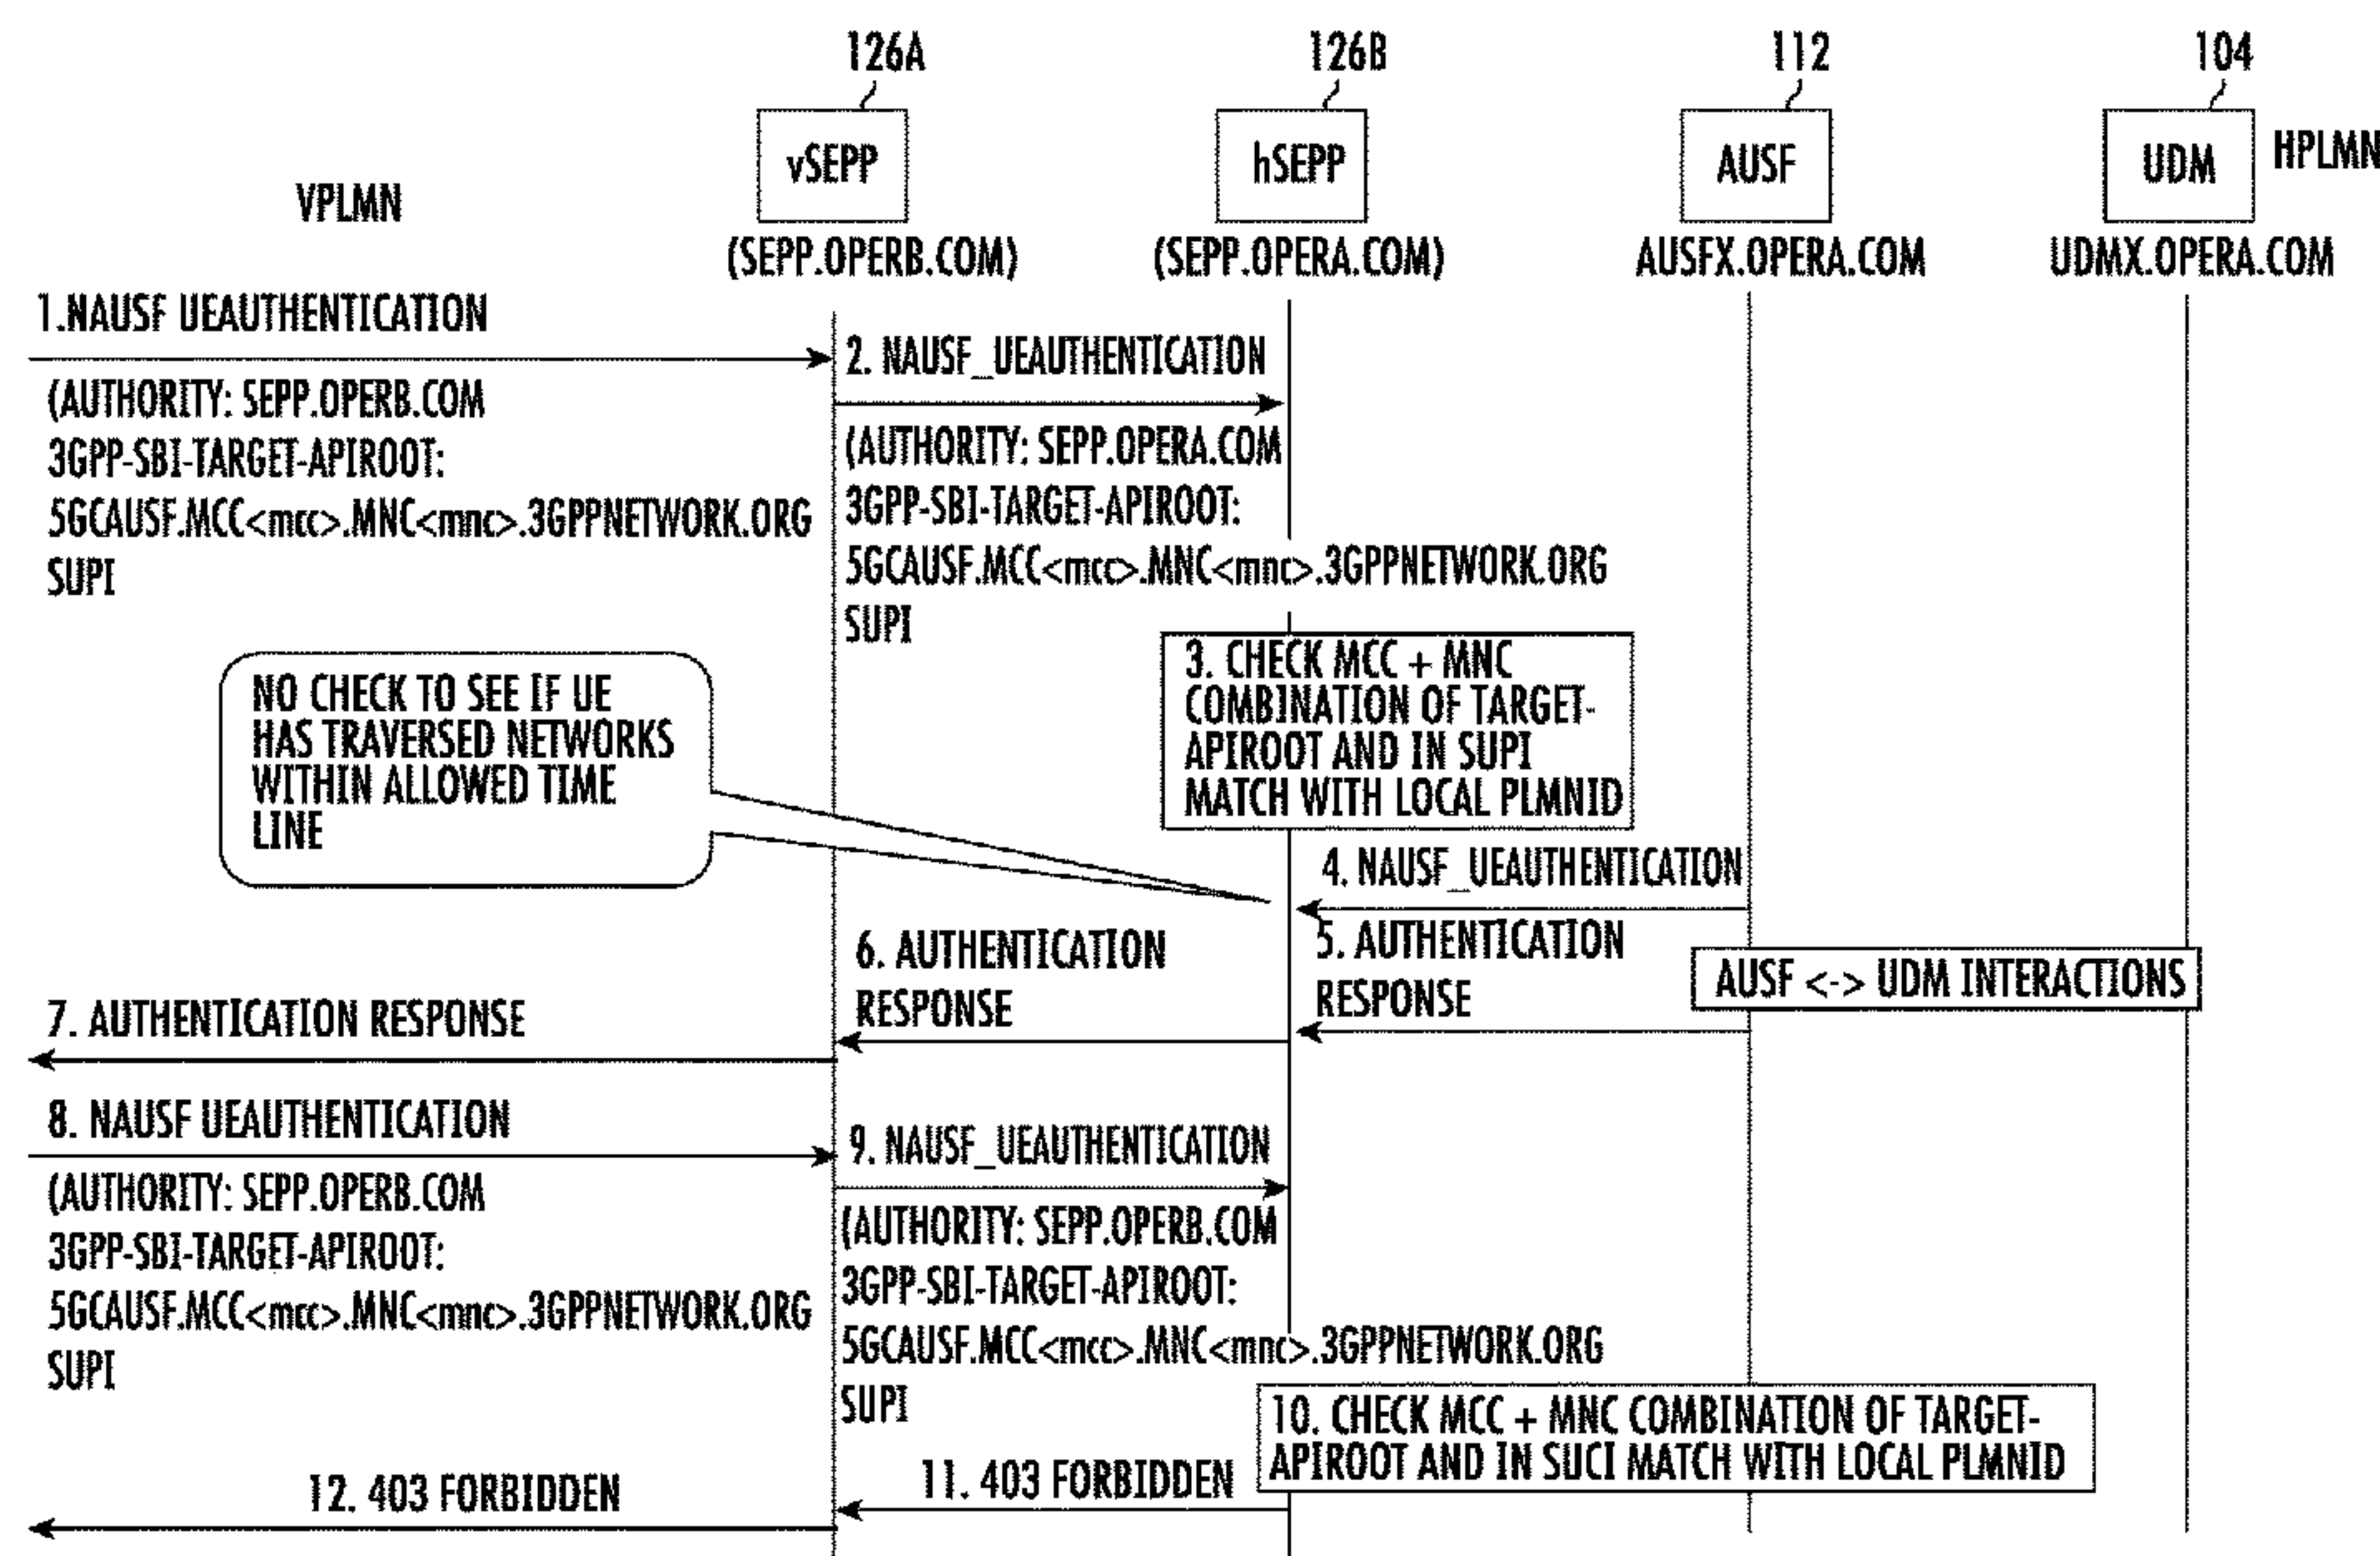 126A
126B
112
104
vSEPP
hSEPP
AUSF
UDM
HPLMN
VPLMN
(SEPP.OPERB.COM)
(SEPP.OPERA.COM)
AUSFX.OPERA.COM
UDMX.OPERA.COM
1.NAUSF UEAUTHENTICATION
(AUTHORITY: SEPP.OPERB.COM
3GPP-SBI-TARGET-APIROOT:
5GCAUSF.MCC<mcc>.MNC<mnc>.3GPPNETWORK.ORG
SUPI
2. NAUSF_UEAUTHENTICATION
(AUTHORITY: SEPP.OPERA.COM
3GPP-SBI-TARGET-APIROOT:
5GCAUSF.MCC<mcc>.MNC<mnc>.3GPPNETWORK.ORG
SUPI
3. CHECK MCC + MNC
COMBINATION OF TARGET-
APIROOT AND IN SUPI
MATCH WITH LOCAL PLMNID
NO CHECK TO SEE IF UE
HAS TRAVERSED NETWORKS
WITHIN ALLOWED TIME
LINE
4. NAUSF_UEAUTHENTICATION
5. AUTHENTICATION
RESPONSE
AUSF <-> UDM INTERACTIONS
6. AUTHENTICATION
RESPONSE
7. AUTHENTICATION RESPONSE
8. NAUSF UEAUTHENTICATION
(AUTHORITY: SEPP.OPERB.COM
3GPP-SBI-TARGET-APIROOT:
5GCAUSF.MCC<mcc>.MNC<mnc>.3GPPNETWORK.ORG
SUPI
9. NAUSF_UEAUTHENTICATION
(AUTHORITY: SEPP.OPERB.COM
3GPP-SBI-TARGET-APIROOT:
5GCAUSF.MCC<mcc>.MNC<mnc>.3GPPNETWORK.ORG
SUPI
10. CHECK MCC + MNC COMBINATION OF TARGET-
APIROOT AND IN SUCI MATCH WITH LOCAL PLMNID
11. 403 FORBIDDEN
12. 403 FORBIDDEN